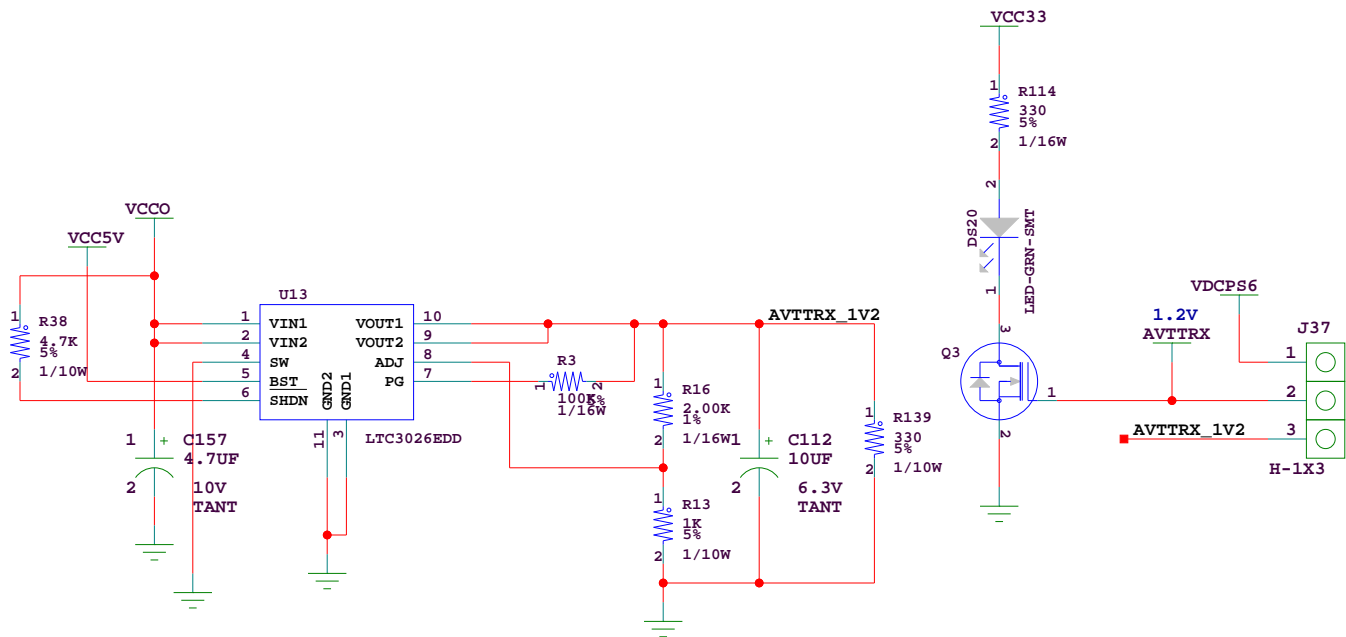 VCC33
1
R114
330
5%
2
1/16W
2
DS20
LED-GRN-SMT
1
3
Q3
1
2
VCCO
VCC5V
1
R38
4.7K
5%
2
1/10W
U13
1
VIN1
VOUT1
10
2
VIN2
VOUT2
9
4
SW
ADJ
8
5
BST
PG
7
6
SHDN
GND2
GND1
11
3
LTC3026EDD
1
+
C157
4.7UF
2
10V
TANT
R3
1
2
100K
5%
1/16W
AVTTRX_1V2
1
R16
2.00K
1%
2
1/16W
1
R13
1K
5%
2
1/10W
1
+
C112
10UF
2
6.3V
TANT
1
R139
330
5%
2
1/10W
VDCPS6
1.2V
AVTTRX
J37
1
2
3
AVTTRX_1V2
H-1X3